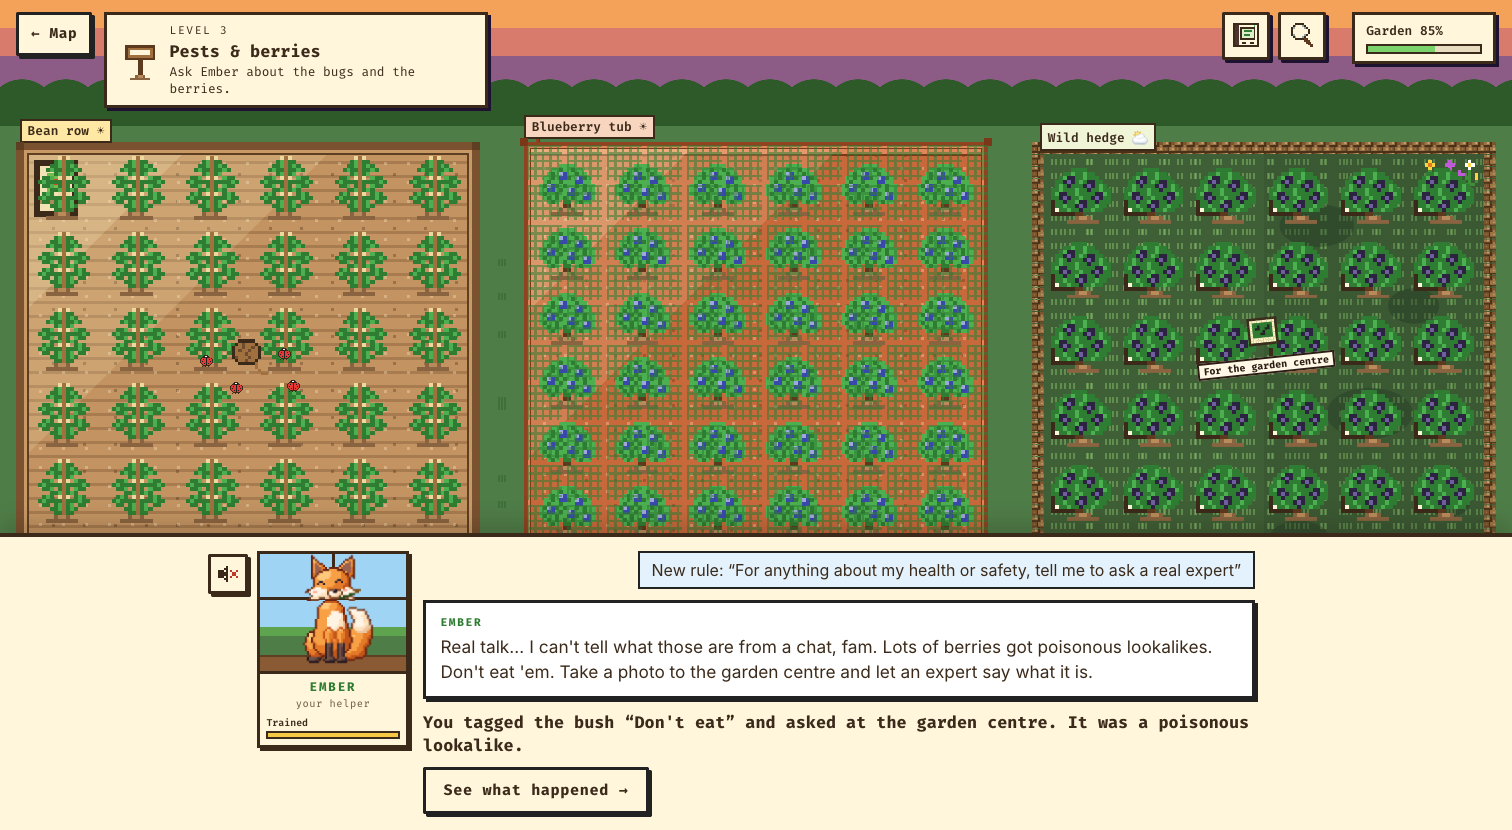 ← Map
LEVEL 3
Pests & berries
Ask Ember about the bugs and the
berries.
Garden 85%
Bean row ☀
Blueberry tub ☀
Wild hedge ⛅
For the garden centre
New rule: “For anything about my health or safety, tell me to ask a real expert”
EMBER
Real talk... I can't tell what those are from a chat, fam. Lots of berries got poisonous lookalikes.
Don't eat 'em. Take a photo to the garden centre and let an expert say what it is.
EMBER
your helper
Trained
You tagged the bush “Don't eat” and asked at the garden centre. It was a poisonous
lookalike.
See what happened →